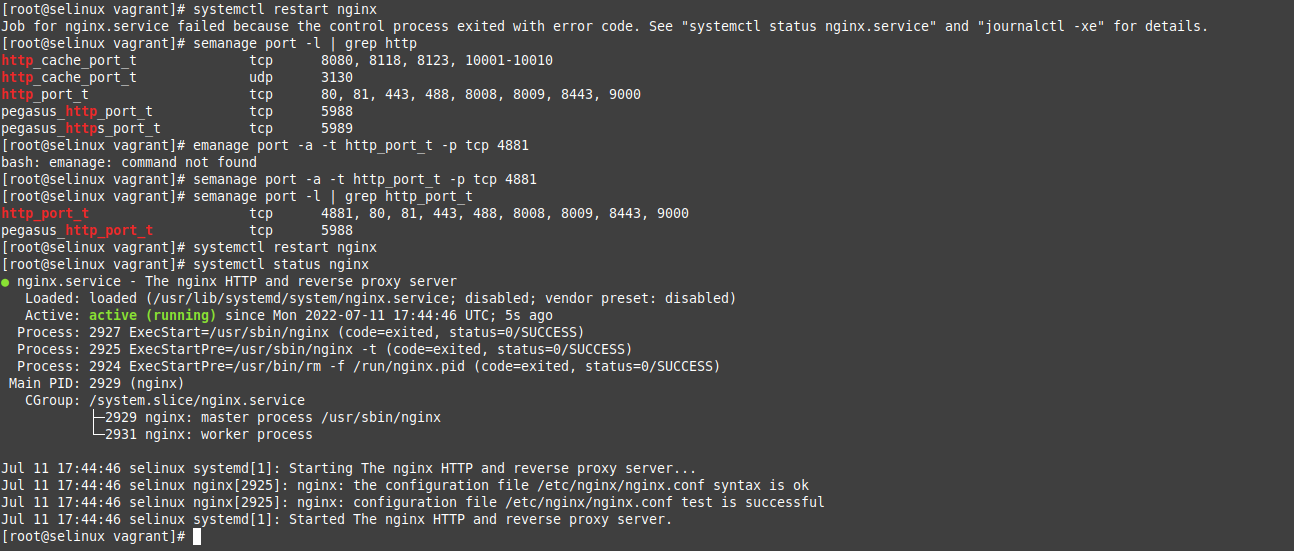 [root@selinux vagrant]# systemctl restart nginx
Job for nginx.service failed because the control process exited with error code. See "systemctl status nginx.service" and "journalctl -xe" for details.
[root@selinux vagrant]# semanage port -l | grep http
http_cache_port_t              tcp      8080, 8118, 8123, 10001-10010
http_cache_port_t              udp      3130
http_port_t                    tcp      80, 81, 443, 488, 8008, 8009, 8443, 9000
pegasus_http_port_t            tcp      5988
pegasus_https_port_t           tcp      5989
[root@selinux vagrant]# emanage port -a -t http_port_t -p tcp 4881
bash: emanage: command not found
[root@selinux vagrant]# semanage port -a -t http_port_t -p tcp 4881
[root@selinux vagrant]# semanage port -l | grep http_port_t
http_port_t                    tcp      4881, 80, 81, 443, 488, 8008, 8009, 8443, 9000
pegasus_http_port_t            tcp      5988
[root@selinux vagrant]# systemctl restart nginx
[root@selinux vagrant]# systemctl status nginx
● nginx.service - The nginx HTTP and reverse proxy server
   Loaded: loaded (/usr/lib/systemd/system/nginx.service; disabled; vendor preset: disabled)
   Active: active (running) since Mon 2022-07-11 17:44:46 UTC; 5s ago
  Process: 2927 ExecStart=/usr/sbin/nginx (code=exited, status=0/SUCCESS)
  Process: 2925 ExecStartPre=/usr/sbin/nginx -t (code=exited, status=0/SUCCESS)
  Process: 2924 ExecStartPre=/usr/bin/rm -f /run/nginx.pid (code=exited, status=0/SUCCESS)
 Main PID: 2929 (nginx)
   CGroup: /system.slice/nginx.service
           ├─2929 nginx: master process /usr/sbin/nginx
           └─2931 nginx: worker process

Jul 11 17:44:46 selinux systemd[1]: Starting The nginx HTTP and reverse proxy server...
Jul 11 17:44:46 selinux nginx[2925]: nginx: the configuration file /etc/nginx/nginx.conf syntax is ok
Jul 11 17:44:46 selinux nginx[2925]: nginx: configuration file /etc/nginx/nginx.conf test is successful
Jul 11 17:44:46 selinux systemd[1]: Started The nginx HTTP and reverse proxy server.
[root@selinux vagrant]#